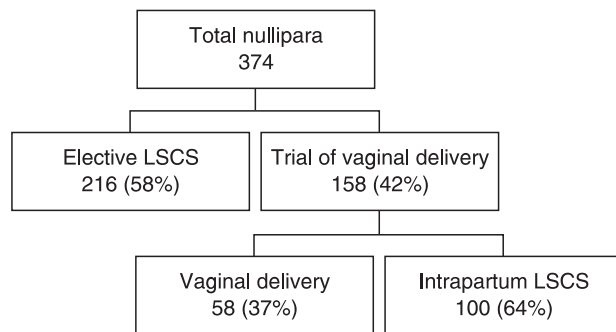 Total nullipara
374
Elective LSCS
216 (58%)
Trial of vaginal delivery
158 (42%)
Vaginal delivery
58 (37%)
Intrapartum LSCS
100 (64%)